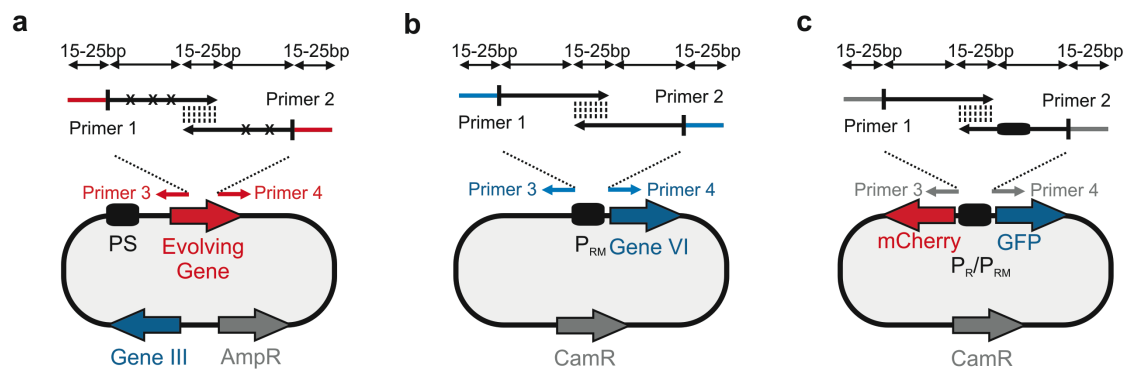 a
15-25bp 15-25bp 15-25bp
Primer 2
Primer 1
Primer 3 Primer 4
PS
Evolving
Gene
Gene III
AmpR
b
15-25bp 15-25bp 15-25bp
Primer 2
Primer 1
Primer 3 Primer 4
PRM Gene VI
CamR
c
15-25bp 15-25bp 15-25bp
Primer 2
Primer 1
Primer 3 Primer 4
mCherry GFP
PR/PRM
CamR